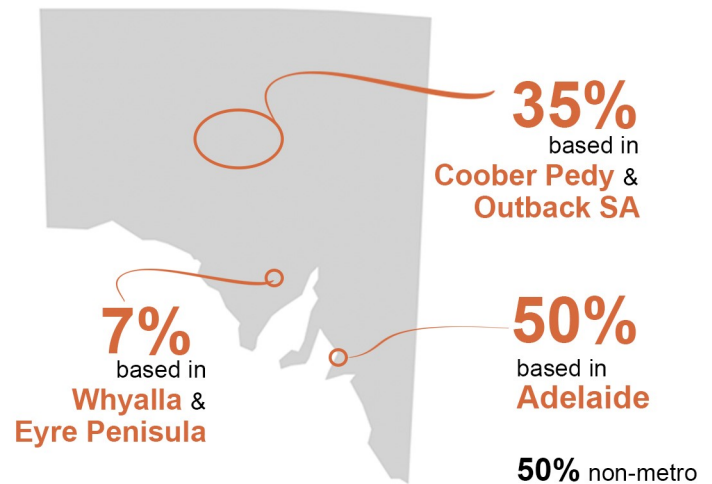 35%
based in
Coober Pedy &
Outback SA
7%
based in
Whyalla &
Eyre Penisula
50%
based in
Adelaide
50% non-metro